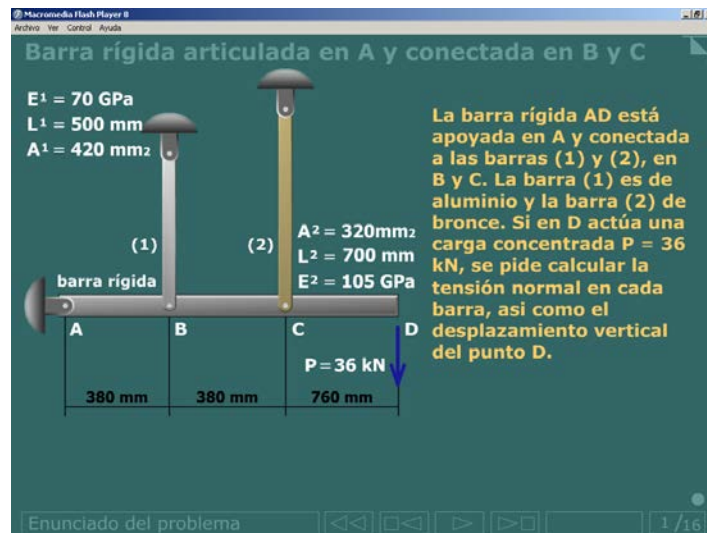 Macromedia Flash Player 8
Archivo Ver Control Ayuda
Barra rígida articulada en A y conectada en B y C
E1 = 70 GPa
L1 = 500 mm
A1 = 420 mm2
La barra rígida AD está
apoyada en A y conectada
a las barras (1) y (2), en
B y C. La barra (1) es de
aluminio y la barra (2) de
bronce. Si en D actúa una
carga concentrada P = 36
kN, se pide calcular la
tensión normal en cada
barra, asi como el
desplazamiento vertical
del punto D.
(1)
(2)
A2 = 320mm2
L2 = 700 mm
E2 = 105 GPa
barra rígida
A
B
C
D
P = 36 kN
380 mm
380 mm
760 mm
Enunciado del problema
1/16